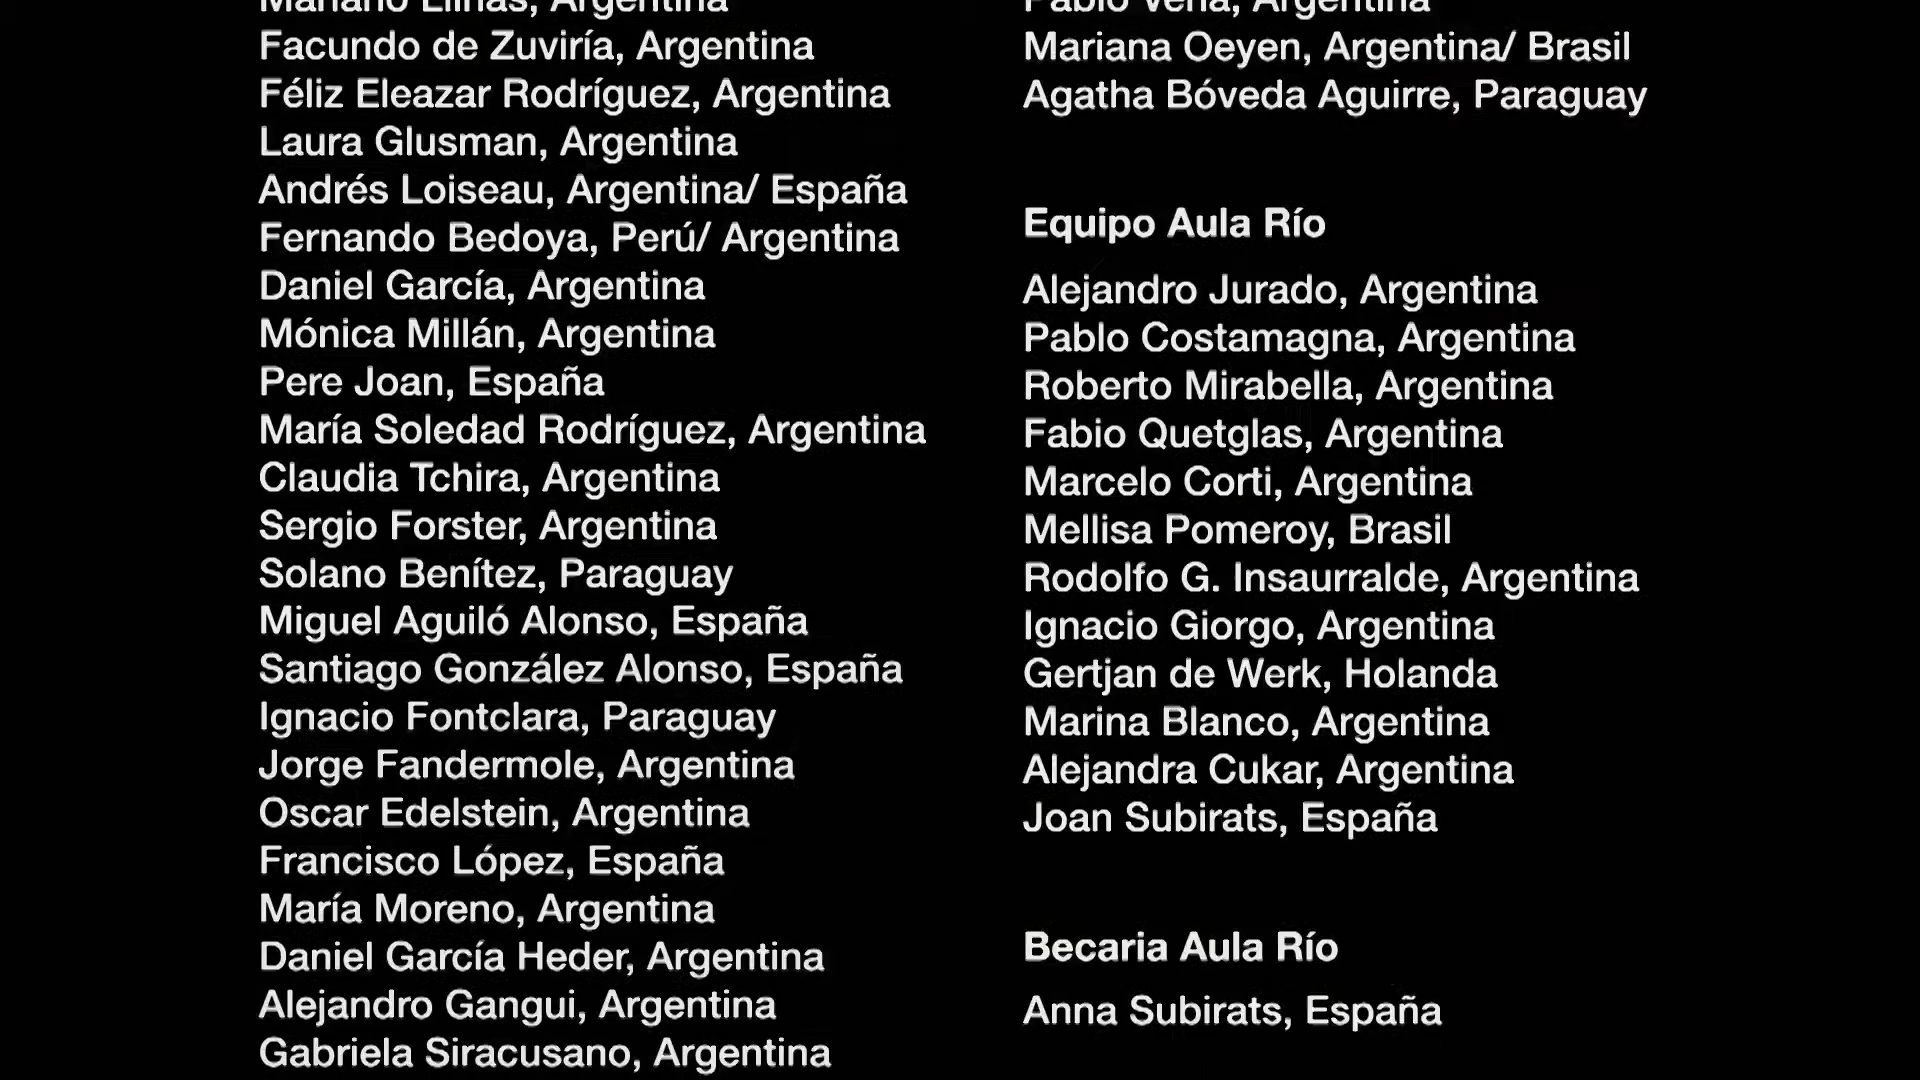 Mariano Llinás, Argentina
Facundo de Zuviría, Argentina
Féliz Eleazar Rodríguez, Argentina
Laura Glusman, Argentina
Andrés Loiseau, Argentina/ España
Fernando Bedoya, Perú/ Argentina
Daniel García, Argentina
Mónica Millán, Argentina
Pere Joan, España
María Soledad Rodríguez, Argentina
Claudia Tchira, Argentina
Sergio Forster, Argentina
Solano Benítez, Paraguay
Miguel Aguiló Alonso, España
Santiago González Alonso, España
Ignacio Fontclara, Paraguay
Jorge Fandermole, Argentina
Oscar Edelstein, Argentina
Francisco López, España
María Moreno, Argentina
Daniel García Heder, Argentina
Alejandro Gangui, Argentina
Gabriela Siracusano, Argentina
Pablo Argentina
Mariana Oeyen, Argentina/ Brasil
Agatha Bóveda Aguirre, Paraguay
Equipo Aula Río
Alejandro Jurado, Argentina
Pablo Costamagna, Argentina
Roberto Mirabella, Argentina
Fabio Quetglas, Argentina
Marcelo Corti, Argentina
Mellisa Pomeroy, Brasil
Rodolfo G. Insaurralde, Argentina
Ignacio Giorgo, Argentina
Gertjan de Werk, Holanda
Marina Blanco, Argentina
Alejandra Cukar, Argentina
Joan Subirats, España
Becaria Aula Río
Anna Subirats, España